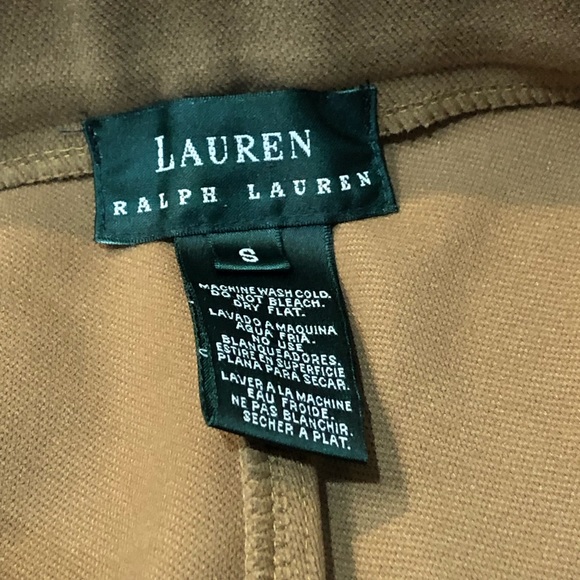 LAUREN
RALPH LAUREN
S
MACHINE WASH COLD.
DO NOT BLEACH.
DRY FLAT.
LAVADO A MAQUINA
AGUA FRIA.
NO USE
BLANQUEADORES.
ESTIRE EN SUPERFICIE
PLANA PARA SECAR.
LAVER A LA MACHINE
EAU FROIDE.
NE PAS BLANCHIR.
SECHER A PLAT.